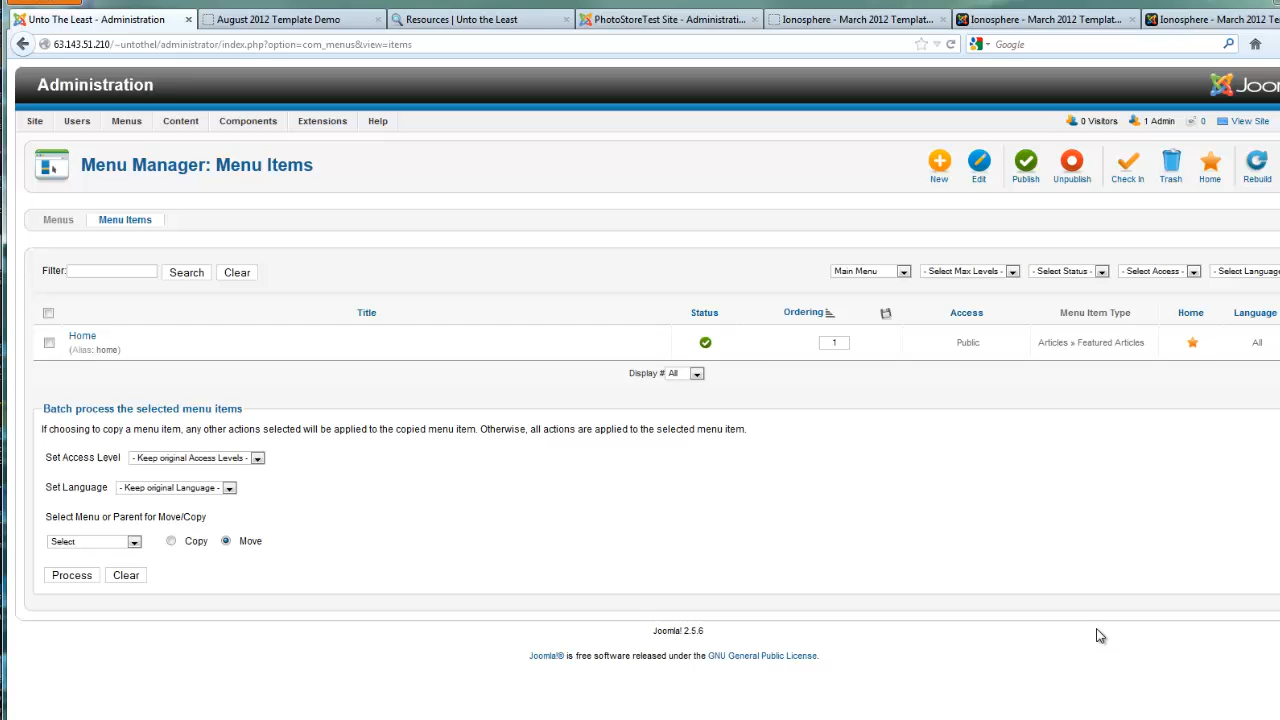 Unto The Least - Administration
August 2012 Template Demo
Resources | Unto the Least
PhotoStoreTest Site - Administrati...
Ionosphere - March 2012 Templat...
Ionosphere - March 2012 Templat...
Ionosphere - March 2012 Te
63.143.51.210/~untothel/administrator/index.php?option=com_menus&view=items
Google
Administration
Joo
Site Users Menus Content Components Extensions Help
0 Visitors 1 Admin 0 View Site
Menu Manager: Menu Items
New Edit Publish Unpublish Check In Trash Home Rebuild
Menus Menu Items
Filter: Search Clear
Main Menu - Select Max Levels - - Select Status - - Select Access - - Select Language
Title Status Ordering Access Menu Item Type Home Language
Home
(Alias: home)
1 Public Articles » Featured Articles All
Display # All
Batch process the selected menu items
If choosing to copy a menu item, any other actions selected will be applied to the copied menu item. Otherwise, all actions are applied to the selected menu item.
Set Access Level - Keep original Access Levels -
Set Language - Keep original Language -
Select Menu or Parent for Move/Copy
Select Copy Move
Process Clear
Joomla! 2.5.6
Joomla!® is free software released under the GNU General Public License.